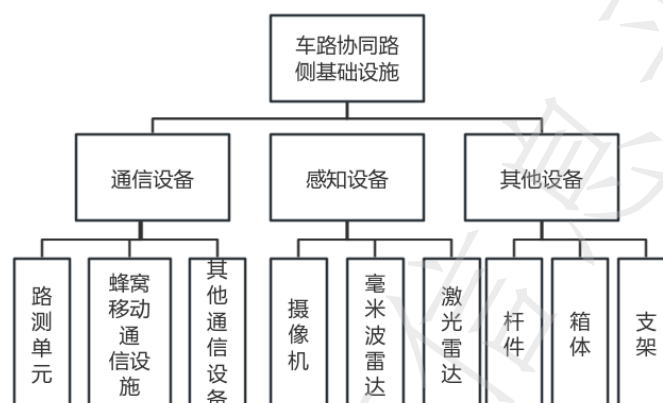 车路协同路
侧基础设施
通信设备
感知设备
其他设备
路
测
单
元
蜂窝
移动
通
信设
施
其
他
通
信
设
备
摄
像
机
毫
米
波
雷
达
激
光
雷
达
杆
件
箱
体
支
架